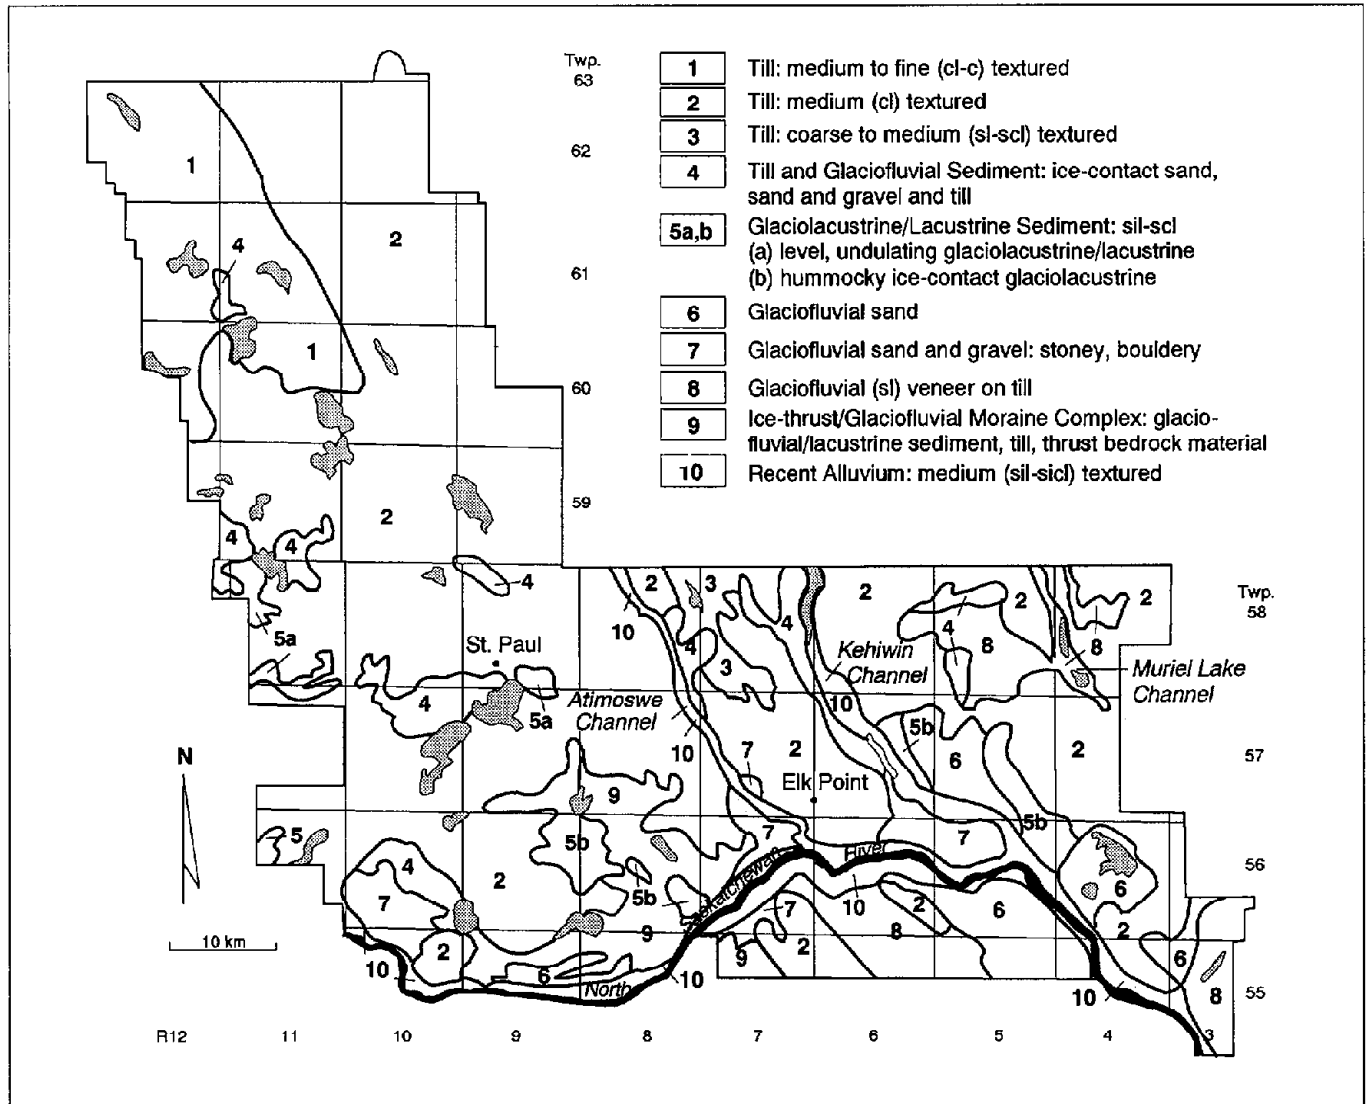 Twp.
63
62
61
60
59
1 Till: medium to fine (cl-c) textured
2 Till: medium (cl) textured
3 Till: coarse to medium (sl-scl) textured
4 Till and Glaciofluvial Sediment: ice-contact sand,
sand and gravel and till
5a,b Glaciolacustrine/Lacustrine Sediment: sil-scl
(a) level, undulating glaciolacustrine/lacustrine
(b) hummocky ice-contact glaciolacustrine
6 Glaciofluvial sand
7 Glaciofluvial sand and gravel: stoney, bouldery
8 Glaciofluvial (sl) veneer on till
9 Ice-thrust/Glaciofluvial Moraine Complex: glacio-
fluvial/lacustrine sediment, till, thrust bedrock material
10 Recent Alluvium: medium (sil-sicl) textured
1
4
2
1
2
4
4
4
2
3
2
2
2
Twp.
58
10
4
4
8
8
5a
St. Paul
4
3
Kehiwin
Channel
Muriel Lake
Channel
4
5a
Atimoswe
Channel
10
5b
N
10
7
2
6
2
57
9
Elk Point
5
5b
7
7
5b
4
2
River
56
7
5b
Saskatchewan
10
2
6
6
9
7
8
2
2
9
2
6
10
6
North
10
10
8
55
10 km
R12 11 10 9 8 7 6 5 4 3